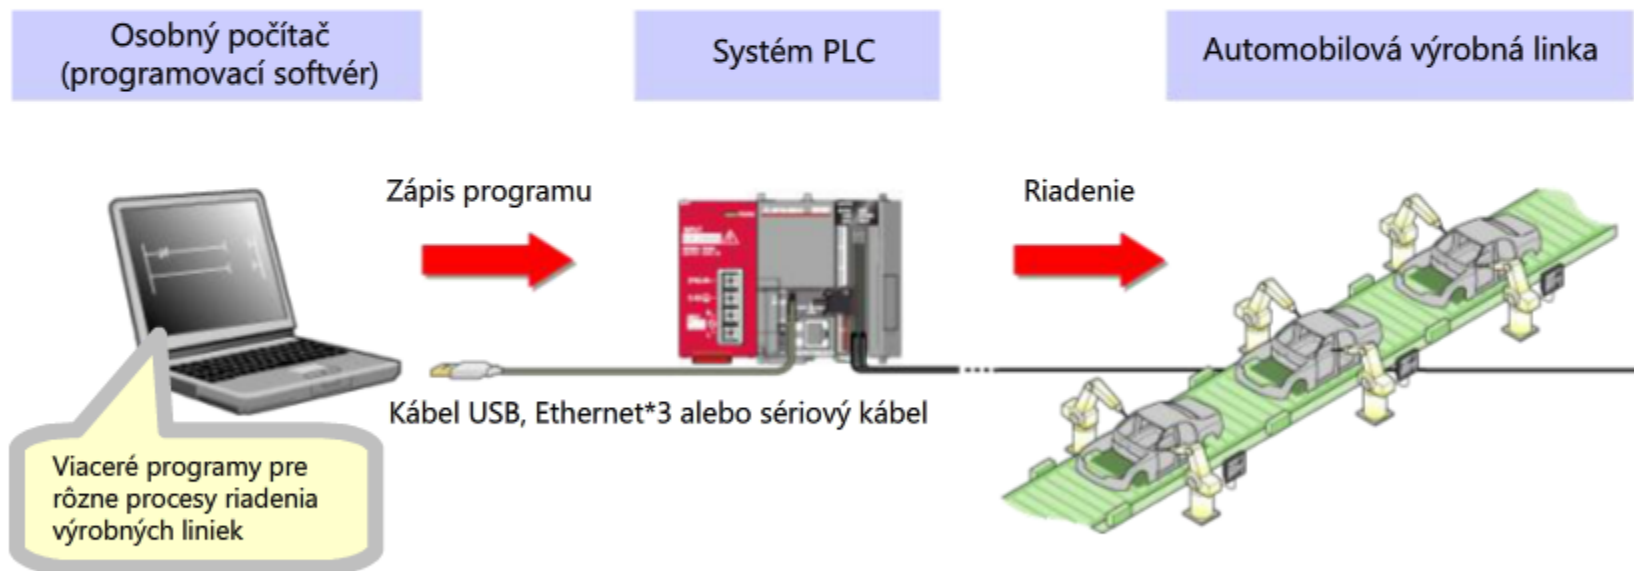 Osobný počítač
(programovací softvér)
Systém PLC
Automobilová výrobná linka
Zápis programu
Riadenie
Kábel USB, Ethernet*3 alebo sériový kábel
Viaceré programy pre
rôzne procesy riadenia
výrobných liniek